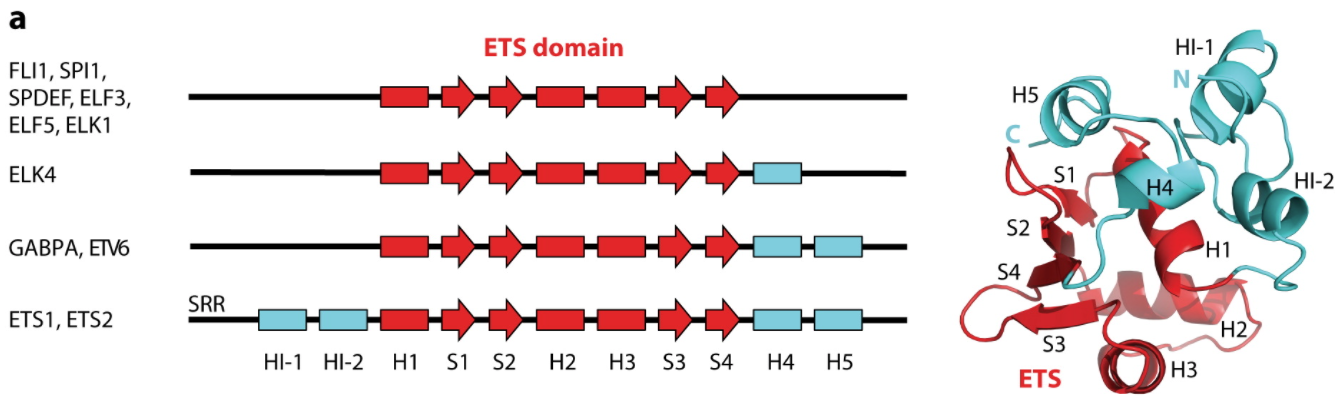 a
ETS domain
FLI1, SPI1,
SPDEF, ELF3,
ELF5, ELK1
ELK4
GABPA, ETV6
ETS1, ETS2
SRR
HI-1 HI-2 H1 S1 S2 H2 H3 S3 S4 H4 H5
HI-1
N
H5
C
S1
H4
HI-2
S2
H1
S4
H2
S3
H3
ETS